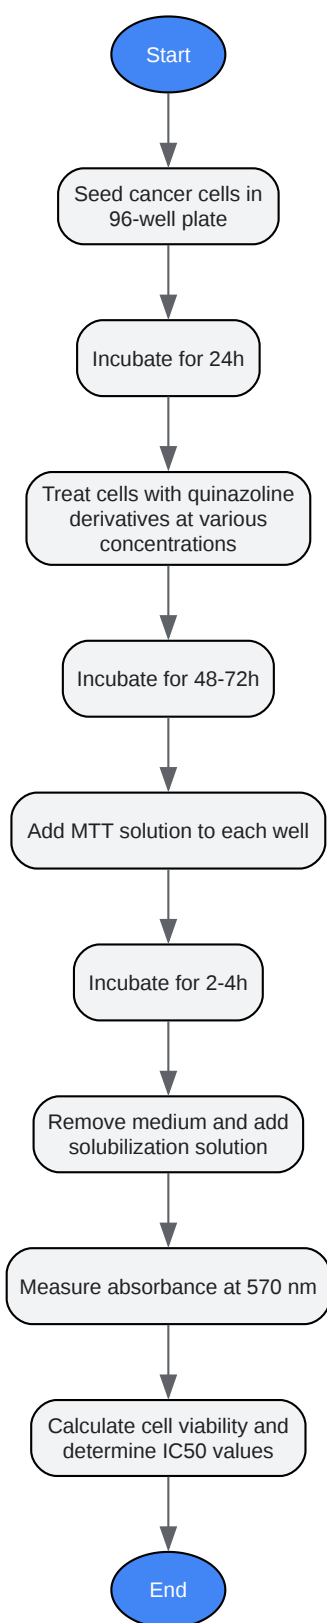 Start
Seed cancer cells in
96-well plate
Incubate for 24h
Treat cells with quinazoline
derivatives at various
concentrations
Incubate for 48-72h
Add MTT solution to each well
Incubate for 2-4h
Remove medium and add
solubilization solution
Measure absorbance at 570 nm
Calculate cell viability and
determine IC50 values
End